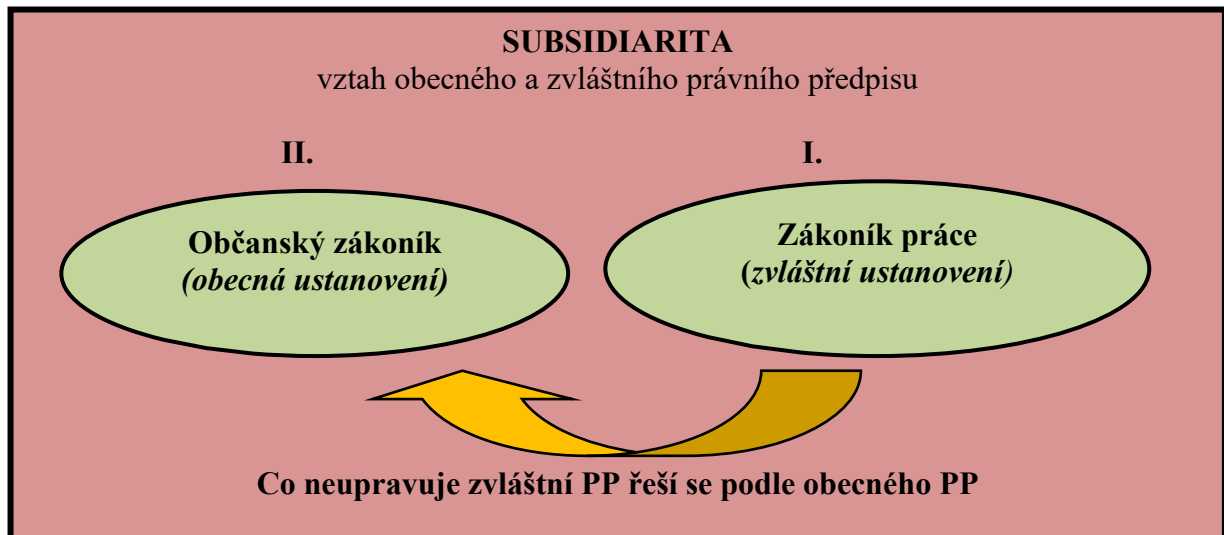 SUBSIDIARITA
vztah obecného a zvláštního právního předpisu
II.
I.
Občanský zákoník
(obecná ustanovení)
Zákoník práce
(zvláštní ustanovení)
Co neupravuje zvláštní PP řeší se podle obecného PP